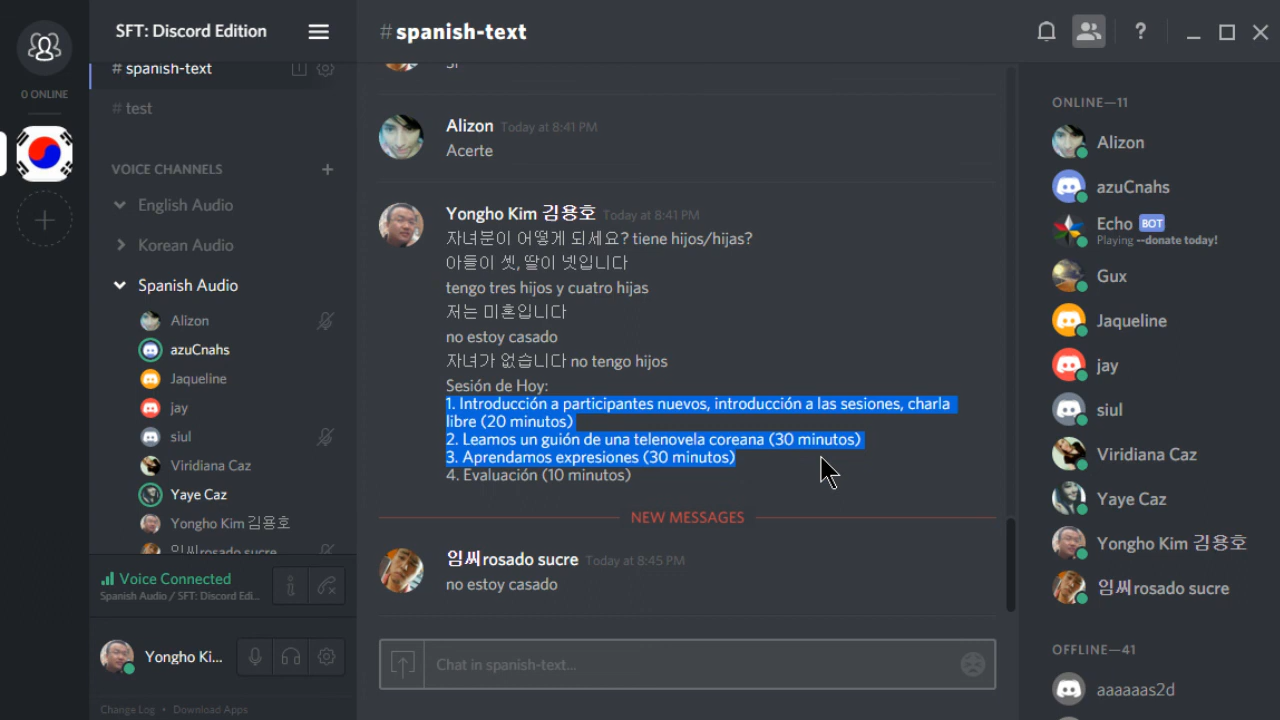 0 ONLINE
SFT: Discord Edition
# spanish-text
# test
VOICE CHANNELS
English Audio
Korean Audio
Spanish Audio
Alizon
azuCnahs
Jaqueline
jay
siul
Viridiana Caz
Yaye Caz
Yongho Kim 김용호
임씨rosado sucre
Voice Connected
Spanish Audio / SFT: Discord Edi...
Yongho Ki...
Change Log • Download Apps
# spanish-text
si
Alizon Today at 8:41 PM
Acerte
Yongho Kim 김용호 Today at 8:41 PM
자녀분이 어떻게 되세요? tiene hijos/hijas?
아들이 셋, 딸이 넷입니다
tengo tres hijos y cuatro hijas
저는 미혼입니다
no estoy casado
자녀가 없습니다 no tengo hijos
Sesión de Hoy:
1. Introducción a participantes nuevos, introducción a las sesiones, charla
libre (20 minutos)
2. Leamos un guión de una telenovela coreana (30 minutos)
3. Aprendamos expresiones (30 minutos)
4. Evaluación (10 minutos)
NEW MESSAGES
임씨rosado sucre Today at 8:45 PM
no estoy casado
Chat in spanish-text...
ONLINE—11
Alizon
azuCnahs
Echo BOT
Playing --donate today!
Gux
Jaqueline
jay
siul
Viridiana Caz
Yaye Caz
Yongho Kim 김용호
임씨rosado sucre
OFFLINE—41
aaaaaas2d